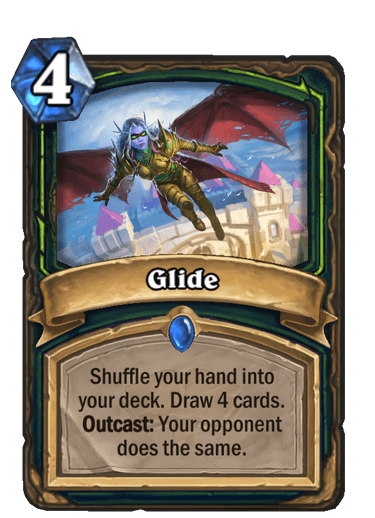 4
Glide
Shuffle your hand into
your deck. Draw 4 cards.
Outcast: Your opponent
does the same.